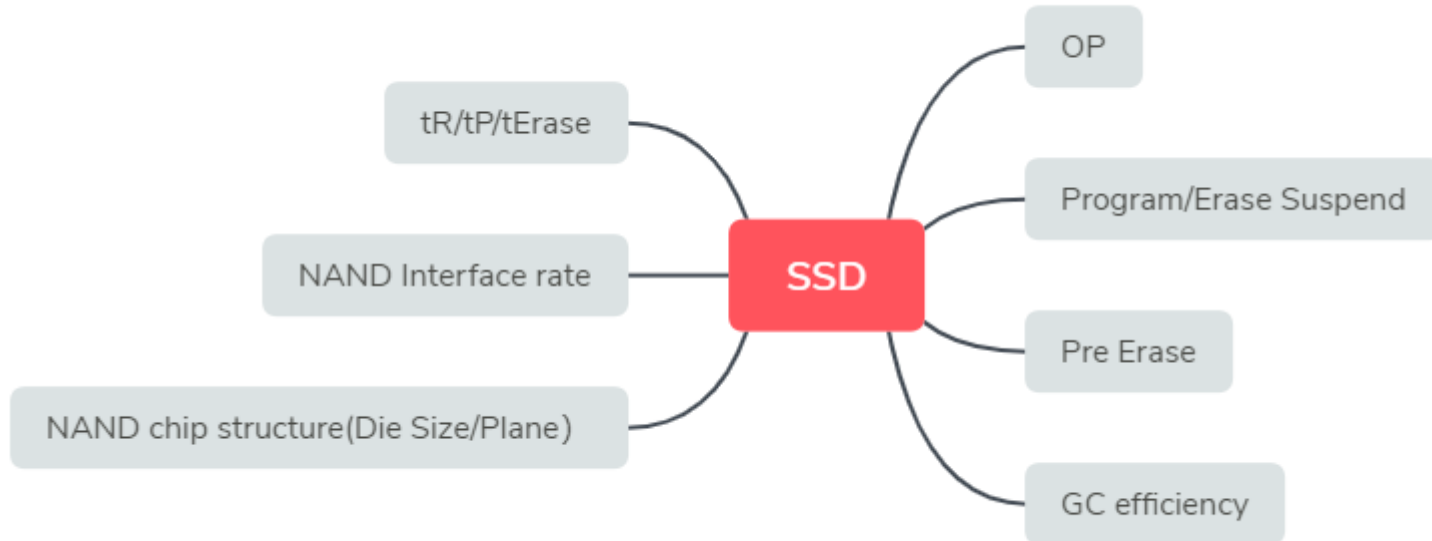 OP
tR/tP/tErase
Program/Erase Suspend
NAND Interface rate
SSD
Pre Erase
NAND chip structure(Die Size/Plane）
GC efficiency